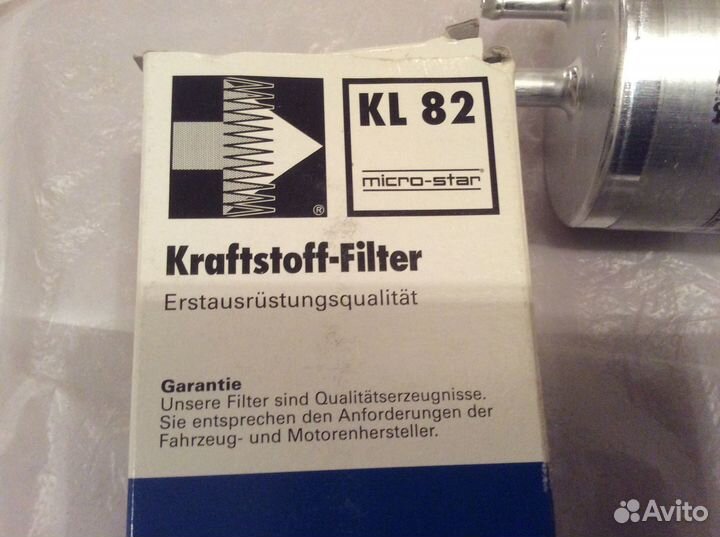 KL 82
micro-star®
®
Kraftstoff-Filter
Erstausrüstungsqualität
Garantie
Unsere Filter sind Qualitätserzeugnisse.
Sie entsprechen den Anforderungen der
Fahrzeug- und Motorenhersteller.
Avito